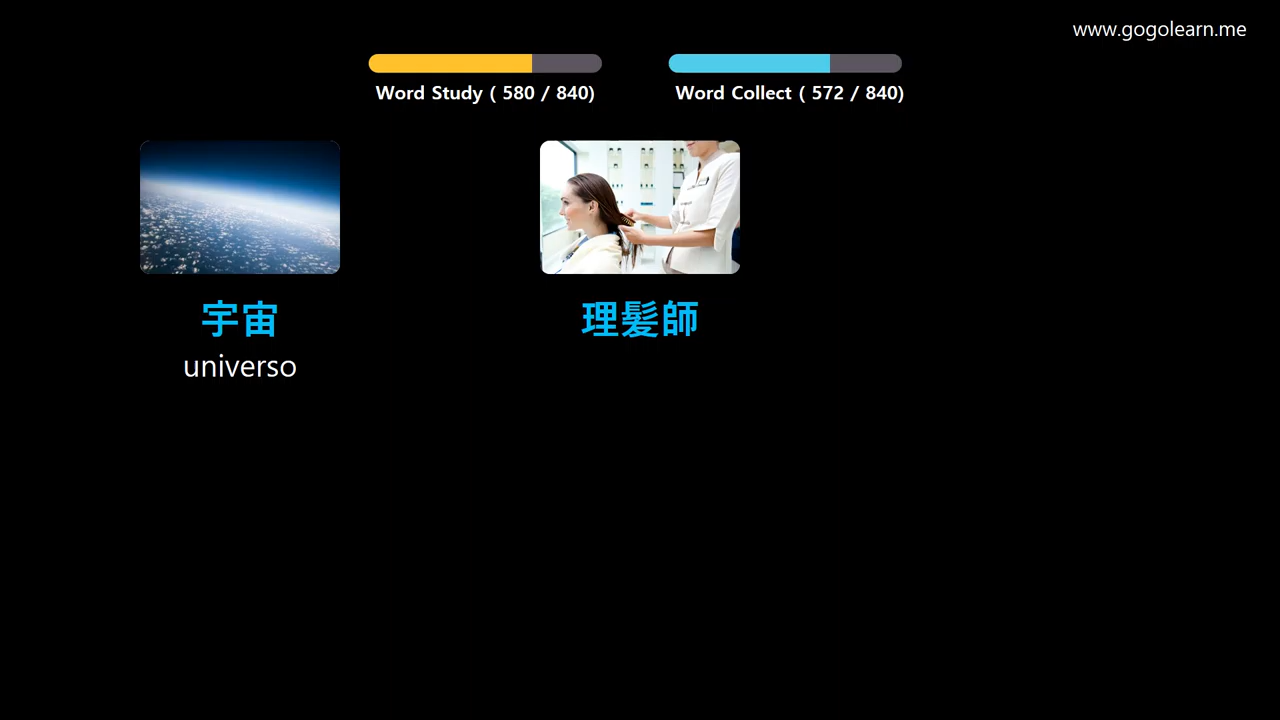 www.gogolearn.me
Word Study ( 580 / 840)
Word Collect ( 572 / 840)
宇宙
universo
理髪師